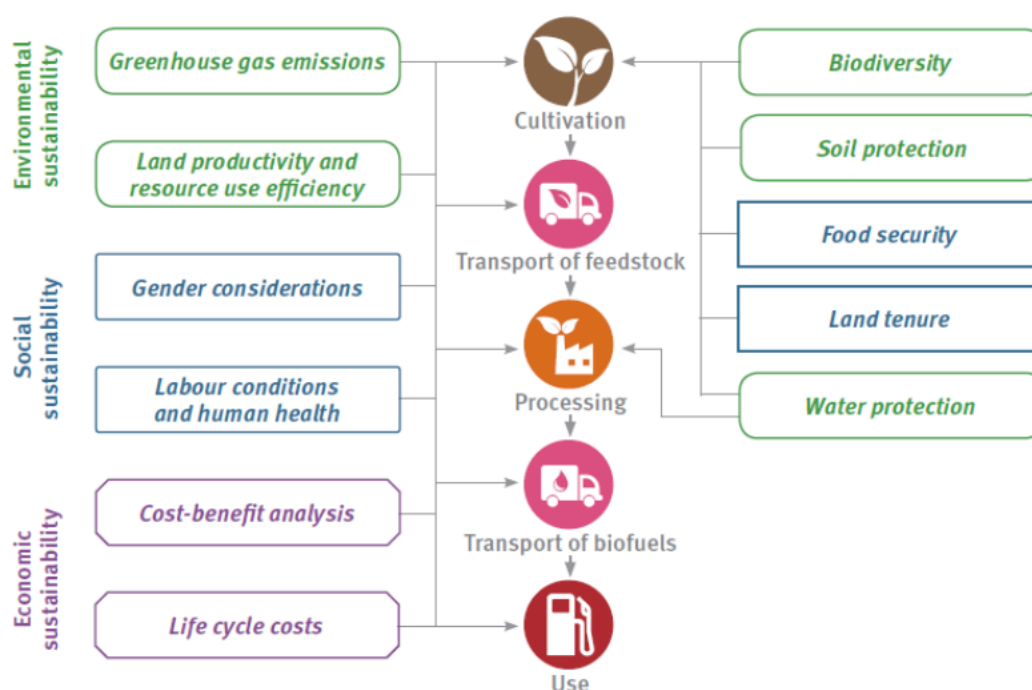 Environmental
sustainability
Greenhouse gas emissions
Land productivity and
resource use efficiency
Social
sustainability
Gender considerations
Labour conditions
and human health
Economic
sustainability
Cost-benefit analysis
Life cycle costs
Cultivation
Transport of feedstock
Processing
Transport of biofuels
Use
Biodiversity
Soil protection
Food security
Land tenure
Water protection